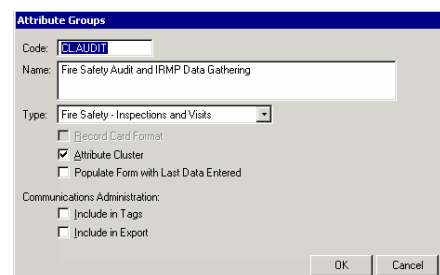 Attribute Groups
Code: CLAUDIT
Name: Fire Safety Audit and IRMP Data Gathering
Type: Fire Safety - Inspections and Visits
Record Card Format
Attribute Cluster
Populate Form with Last Data Entered
Communications Administration:
Include in Tags
Include in Export
OK Cancel